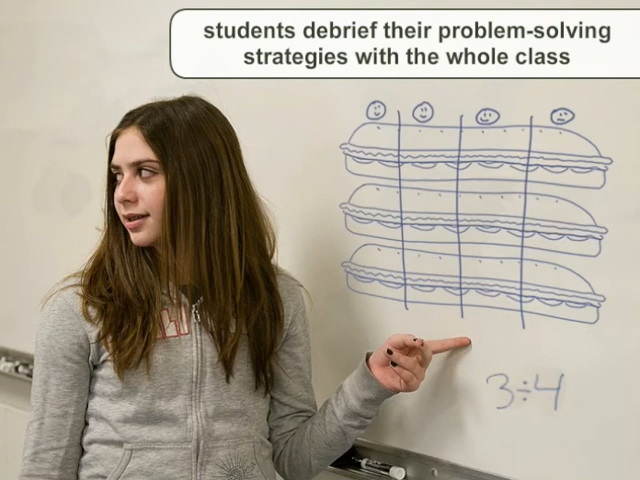 students debrief their problem-solving
strategies with the whole class
3÷4